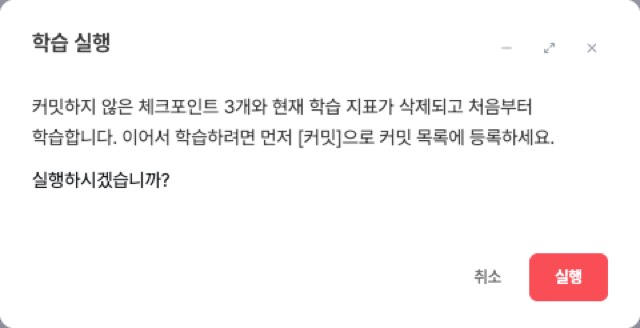 학습 실행
커밋하지 않은 체크포인트 3개와 현재 학습 지표가 삭제되고 처음부터
학습합니다. 이어서 학습하려면 먼저 [커밋]으로 커밋 목록에 등록하세요.
실행하시겠습니까?
취소
실행